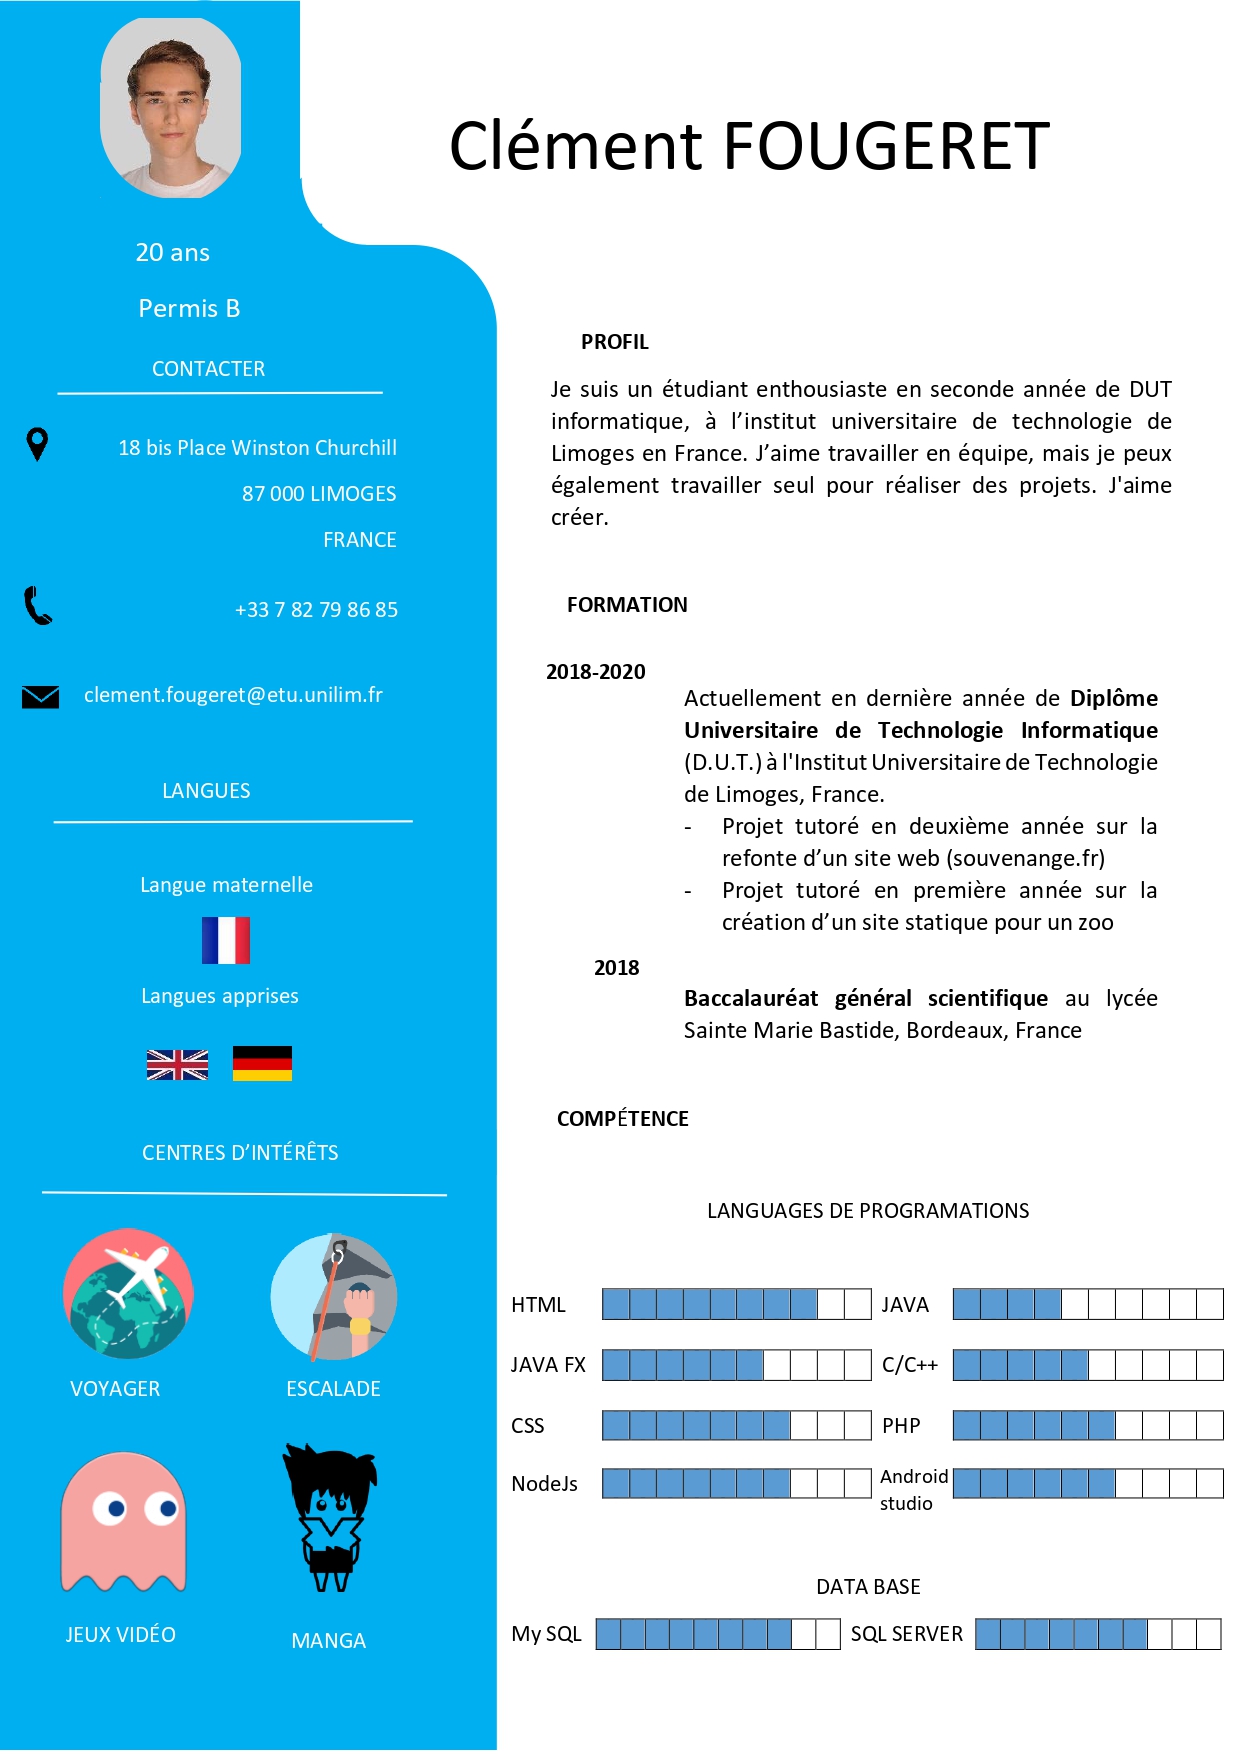 Clément FOUGERET
20 ans
Permis B
CONTACTER
18 bis Place Winston Churchill
87 000 LIMOGES
FRANCE
+33 7 82 79 86 85
clement.fougeret@etu.unilim.fr
LANGUES
Langue maternelle
Langues apprises
CENTRES D’INTÉRÊTS
VOYAGER
ESCALADE
JEUX VIDÉO
MANGA
PROFIL
Je suis un étudiant enthousiaste en seconde année de DUT
informatique, à l’institut universitaire de technologie de
Limoges en France. J’aime travailler en équipe, mais je peux
également travailler seul pour réaliser des projets. J'aime
créer.
FORMATION
2018-2020
Actuellement en dernière année de Diplôme
Universitaire de Technologie Informatique
(D.U.T.) à l'Institut Universitaire de Technologie
de Limoges, France.
- Projet tutoré en deuxième année sur la
refonte d’un site web (souvenange.fr)
- Projet tutoré en première année sur la
création d’un site statique pour un zoo
2018
Baccalauréat général scientifique au lycée
Sainte Marie Bastide, Bordeaux, France
COMPÉTENCE
LANGUAGES DE PROGRAMATIONS
HTML
JAVA
JAVA FX
C/C++
CSS
PHP
NodeJs
Android
studio
DATA BASE
My SQL
SQL SERVER